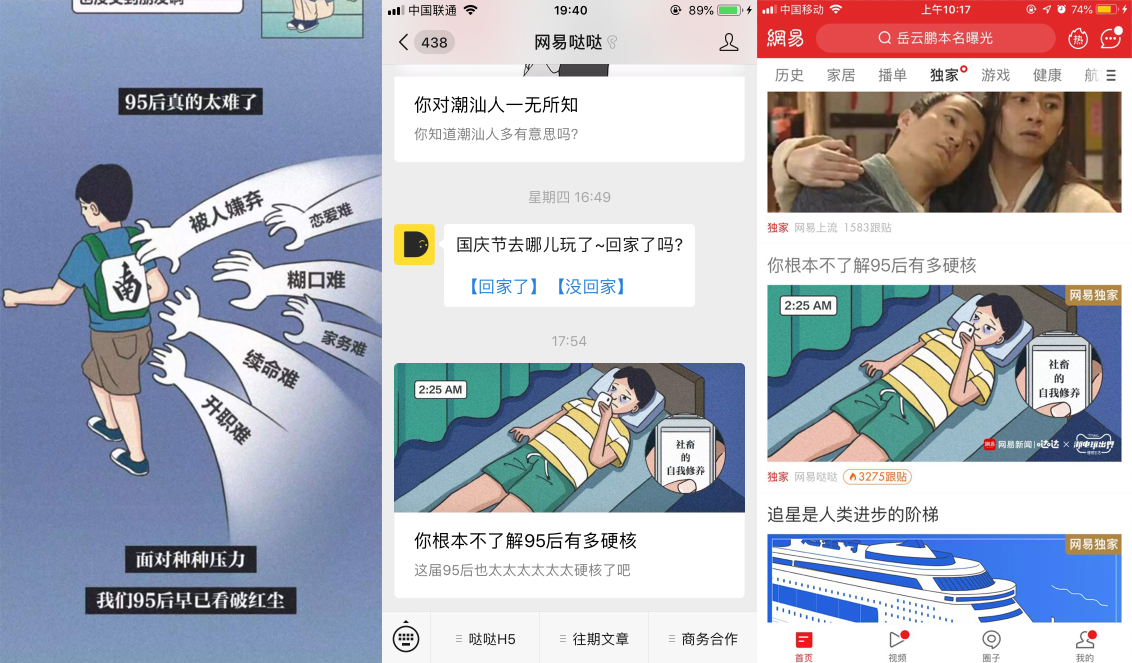 95后真的太难了
被人嫌弃
恋爱难
糊口难
家务难
续命难
升职难
南
面对种种压力
我们95后早已看破红尘
中国联通
19:40
89%
438
网易哒哒
你对潮汕人一无所知
你知道潮汕人多有意思吗?
星期四 16:49
国庆节去哪儿玩了~回家了吗?
【回家了】【没回家】
17:54
2:25 AM
社畜
的
自我修养
你根本不了解95后有多硬核
这届95后也太太太太太太硬核了吧
哒哒H5
往期文章
商务合作
中国移动
上午10:17
74%
網易
岳云鹏本名曝光
热
历史 家居 播单 独家 游戏 健康 航
独家 网易上流 1583跟贴
你根本不了解95后有多硬核
网易独家
2:25 AM
社畜
的
自我修养
网易新闻 | 哒哒 ×
独家 网易哒哒 3275跟贴
追星是人类进步的阶梯
网易独家
首页 视频 圈子 我的